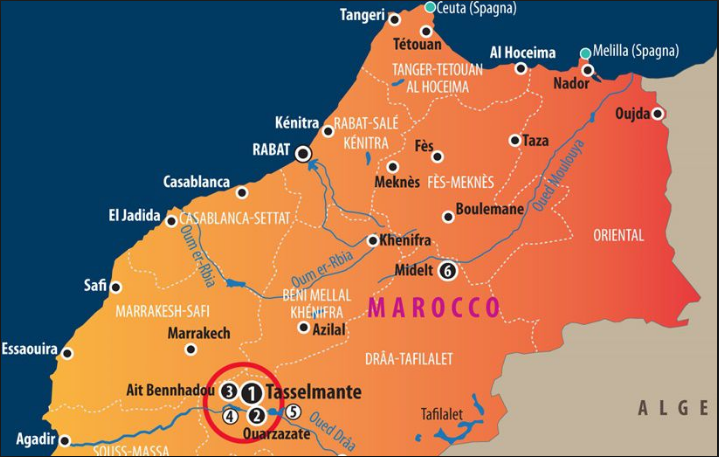 Ceuta (Spagna)
Tangeri
Tétouan
Al Hoceima
Melilla (Spagna)
TANGER-TETOUAN
AL HOCEIMA
Nador
Oujda
Kénitra
RABAT-SALÉ
KÉNITRA
RABAT
Fès
Taza
Meknès
FÈS-MEKNÈS
Oued Moulouya
Casablanca
El Jadida
CASABLANCA-SETTAT
Boulemane
ORIENTAL
Oum er-Rbia
Khenifra
Oum er-Rbia
Midelt
6
Safi
BENI MELLAL
KHÉNIFRA
MAROCCO
MARRAKESH-SAFI
Marrakech
Azilal
Essaouira
DRÂA-TAFILALET
Ait Bennhadou
3
1
Tasselmante
4
2
5
Ouarzazate
Oued Drâa
Tafilalet
ALGE
Agadir
SOUSS-MASSA